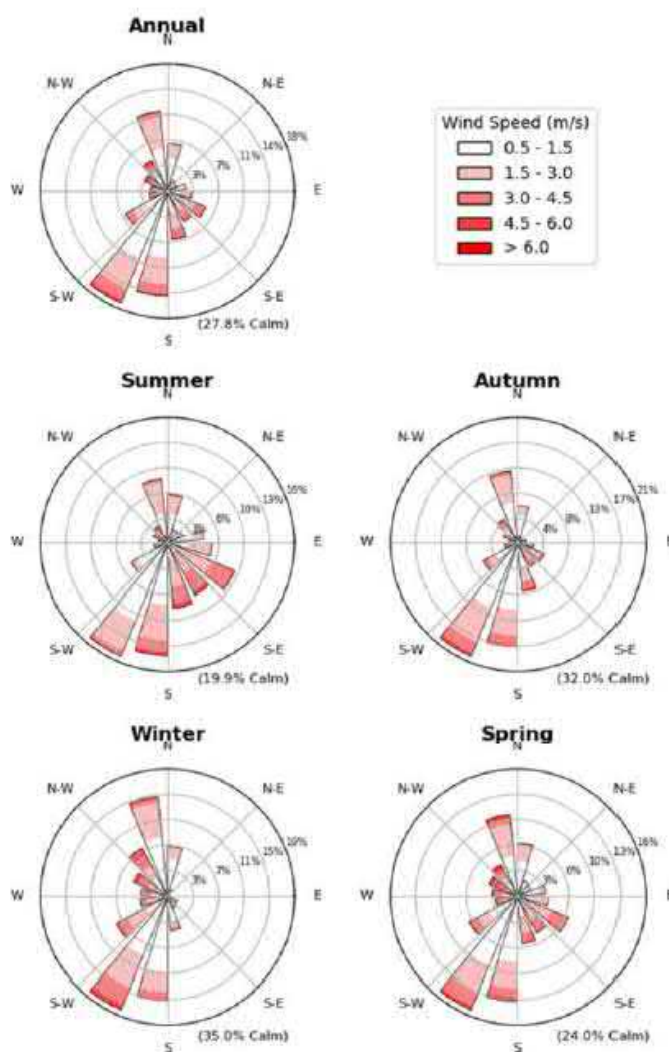 Annual
N
N-W
N-E
18%
14%
11%
7%
W
E
S-W
S-E
(27.8% Calm)
S
Wind Speed (m/s)
0.5 - 1.5
1.5 - 3.0
3.0 - 4.5
4.5 - 6.0
> 6.0
Summer
N
N-W
N-E
16%
13%
10%
6%
W
E
S-W
S-E
(19.9% Calm)
S
Autumn
N
N-W
N-E
21%
17%
13%
8%
4%
W
S-W
S-E
(32.0% Calm)
S
Winter
N
N-W
N-E
19%
15%
11%
7%
3%
W
E
S-W
S-E
(35.0% Calm)
S
Spring
N
N-W
N-E
16%
13%
10%
6%
W
S-W
S-E
(24.0% Calm)
S